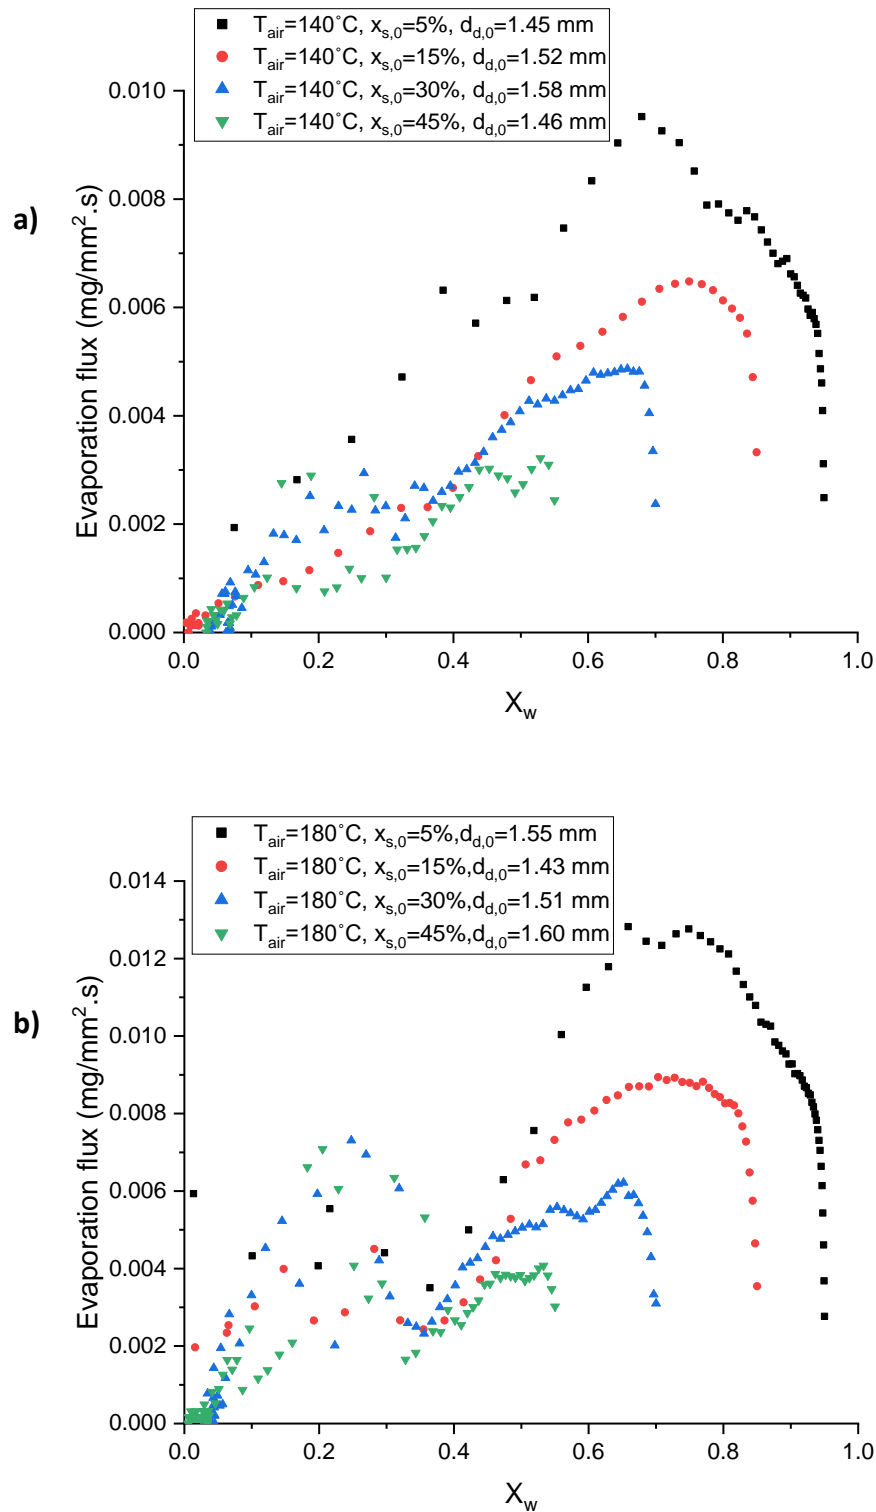 T_air=140˚C, x_s,0=5%, d_d,0=1.45 mm
T_air=140˚C, x_s,0=15%, d_d,0=1.52 mm
T_air=140˚C, x_s,0=30%, d_d,0=1.58 mm
T_air=140˚C, x_s,0=45%, d_d,0=1.46 mm
a)
Evaporation flux (mg/mm².s)
0.010
0.008
0.006
0.004
0.002
0.000
0.0 0.2 0.4 0.6 0.8 1.0
X_w
T_air=180˚C, x_s,0=5%,d_d,0=1.55 mm
T_air=180˚C, x_s,0=15%,d_d,0=1.43 mm
T_air=180˚C, x_s,0=30%,d_d,0=1.51 mm
T_air=180˚C, x_s,0=45%,d_d,0=1.60 mm
b)
Evaporation flux (mg/mm².s)
0.014
0.012
0.010
0.008
0.006
0.004
0.002
0.000
0.0 0.2 0.4 0.6 0.8 1.0
X_w